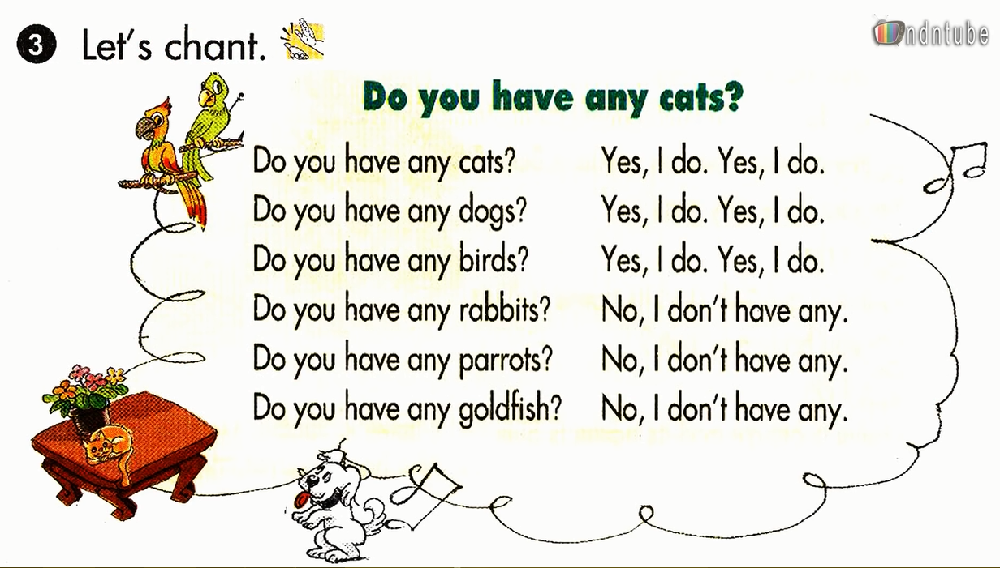 3 Let's chant.
ndntube
Do you have any cats?
Do you have any cats? Yes, I do. Yes, I do.
Do you have any dogs? Yes, I do. Yes, I do.
Do you have any birds? Yes, I do. Yes, I do.
Do you have any rabbits? No, I don't have any.
Do you have any parrots? No, I don't have any.
Do you have any goldfish? No, I don't have any.